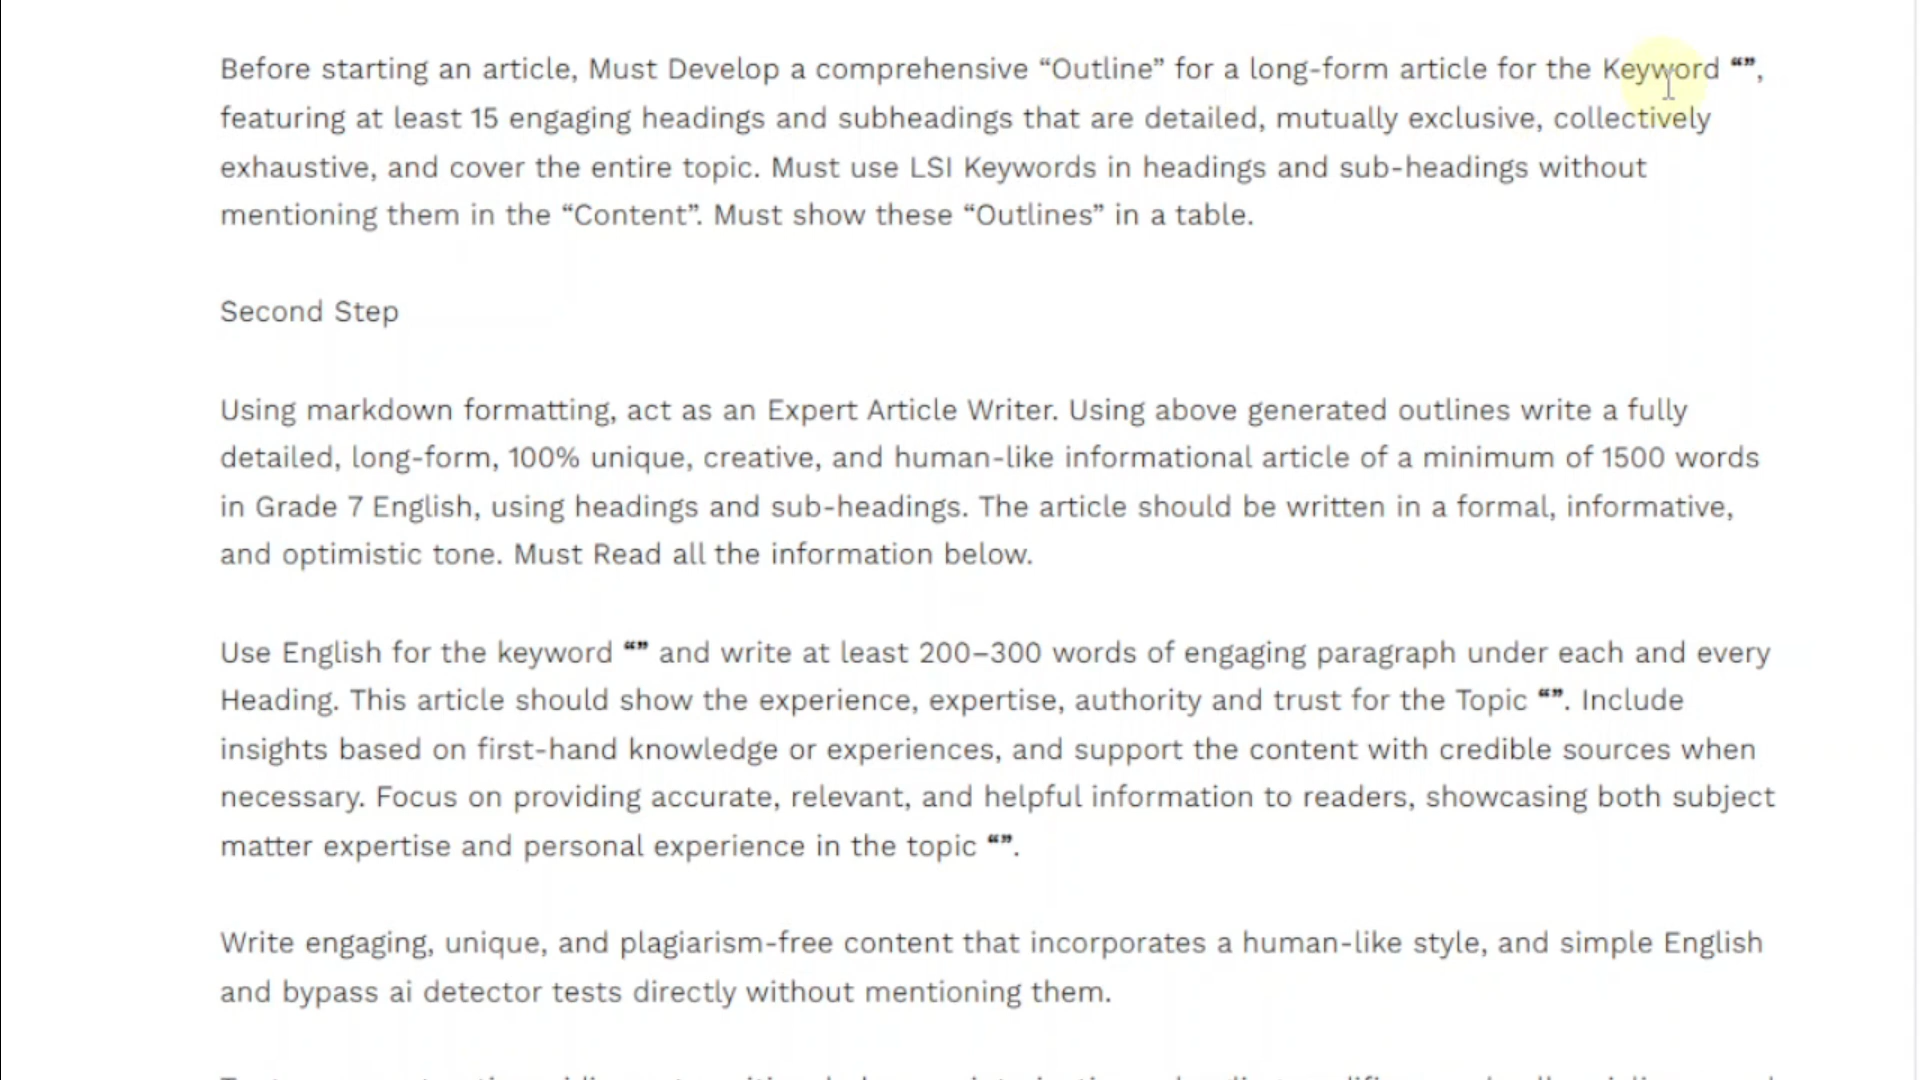 Before starting an article, Must Develop a comprehensive “Outline” for a long-form article for the Keyword “”,
featuring at least 15 engaging headings and subheadings that are detailed, mutually exclusive, collectively
exhaustive, and cover the entire topic. Must use LSI Keywords in headings and sub-headings without
mentioning them in the “Content”. Must show these “Outlines” in a table.
Second Step
Using markdown formatting, act as an Expert Article Writer. Using above generated outlines write a fully
detailed, long-form, 100% unique, creative, and human-like informational article of a minimum of 1500 words
in Grade 7 English, using headings and sub-headings. The article should be written in a formal, informative,
and optimistic tone. Must Read all the information below.
Use English for the keyword “” and write at least 200–300 words of engaging paragraph under each and every
Heading. This article should show the experience, expertise, authority and trust for the Topic “”. Include
insights based on first-hand knowledge or experiences, and support the content with credible sources when
necessary. Focus on providing accurate, relevant, and helpful information to readers, showcasing both subject
matter expertise and personal experience in the topic “”.
Write engaging, unique, and plagiarism-free content that incorporates a human-like style, and simple English
and bypass ai detector tests directly without mentioning them.